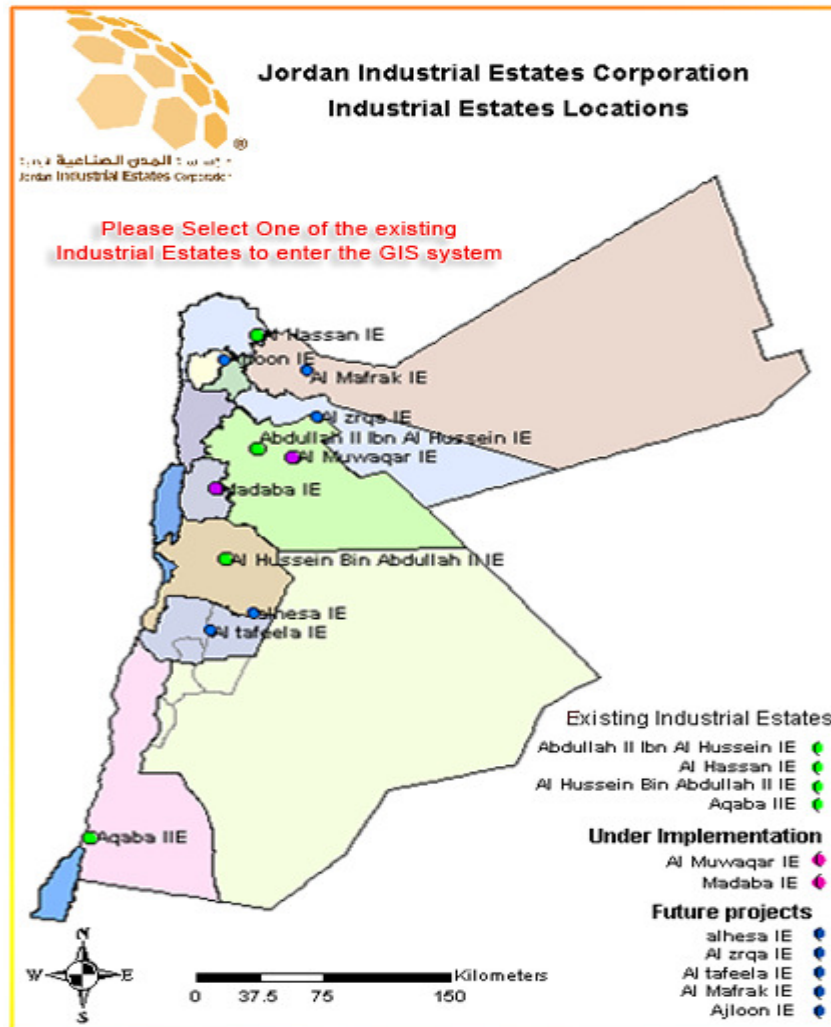 Jordan Industrial Estates Corporation
Industrial Estates Locations
®
المدن الصناعية
Jordan Industrial Estates Corporation
Please Select One of the existing
Industrial Estates to enter the GIS system
Al Hassan IE
Ajloon IE
Al Mafrak IE
Al zrqa IE
Abdullah II Ibn Al Hussein IE
Al Muwaqar IE
Madaba IE
Al Hussein Bin Abdullah II IE
alhesa IE
Al tafeela IE
Aqaba IIE
Existing Industrial Estates
Abdullah II Ibn Al Hussein IE
Al Hassan IE
Al Hussein Bin Abdullah II IE
Aqaba IIE
Under Implementation
Al Muwaqar IE
Madaba IE
Future projects
alhesa IE
Al zrqa IE
Al tafeela IE
Al Mafrak IE
Ajloon IE
N
W E
S
Kilometers
0 37.5 75 150